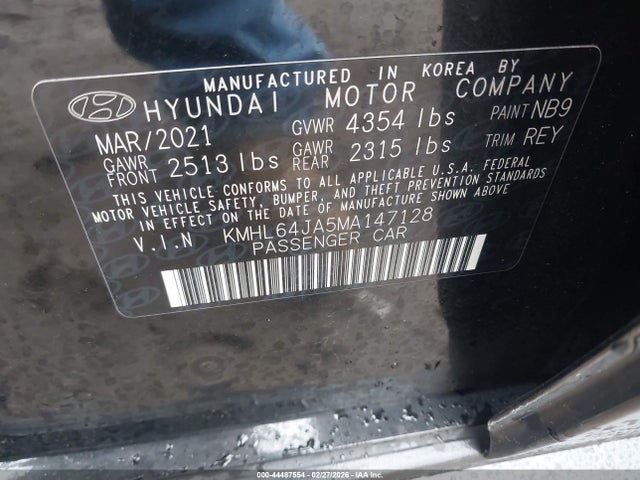 MANUFACTURED IN KOREA BY
HYUNDAI MOTOR COMPANY
MAR/2021 GVWR 4354 lbs PAINT NB9
GAWR FRONT 2513 lbs GAWR REAR 2315 lbs TRIM REY
THIS VEHICLE CONFORMS TO ALL APPLICABLE U.S.A. FEDERAL
MOTOR VEHICLE SAFETY, BUMPER, AND THEFT PREVENTION STANDARDS
IN EFFECT ON THE DATE OF MANUFACTURE SHOWN ABOVE
V.I.N KMHL64JA5MA147128
PASSENGER CAR
000-44487554 - 02/27/2026 - COPYRIGHT IAA, LLC.